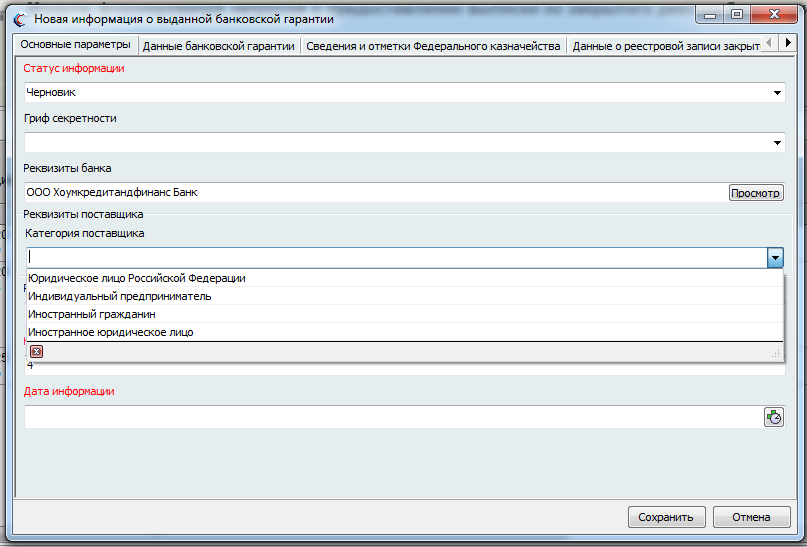 Новая информация о выданной банковской гарантии
Основные параметры Данные банковской гарантии Сведения и отметки Федерального казначейства Данные о реестровой записи закрыт
Статус информации
Черновик
Гриф секретности
Реквизиты банка
ООО Хоумкредитандфинанс Банк Просмотр
Реквизиты поставщика
Категория поставщика
Юридическое лицо Российской Федерации
Индивидуальный предприниматель
Иностранный гражданин
Иностранное юридическое лицо
4
Дата информации
Сохранить Отмена